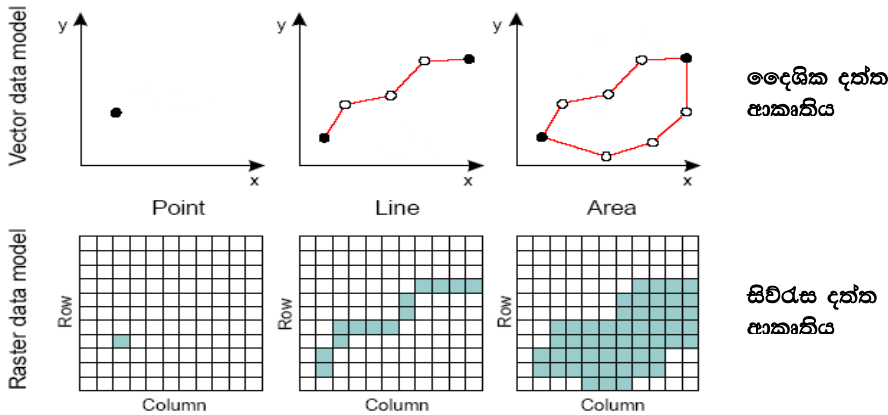 Vector data model
y
x
y
x
y
x
Point
Line
Area
දෛශික දත්ත
ආකෘතිය
Raster data model
Row
Row
Row
Column
Column
Column
සිව්රැස දත්ත
ආකෘතිය